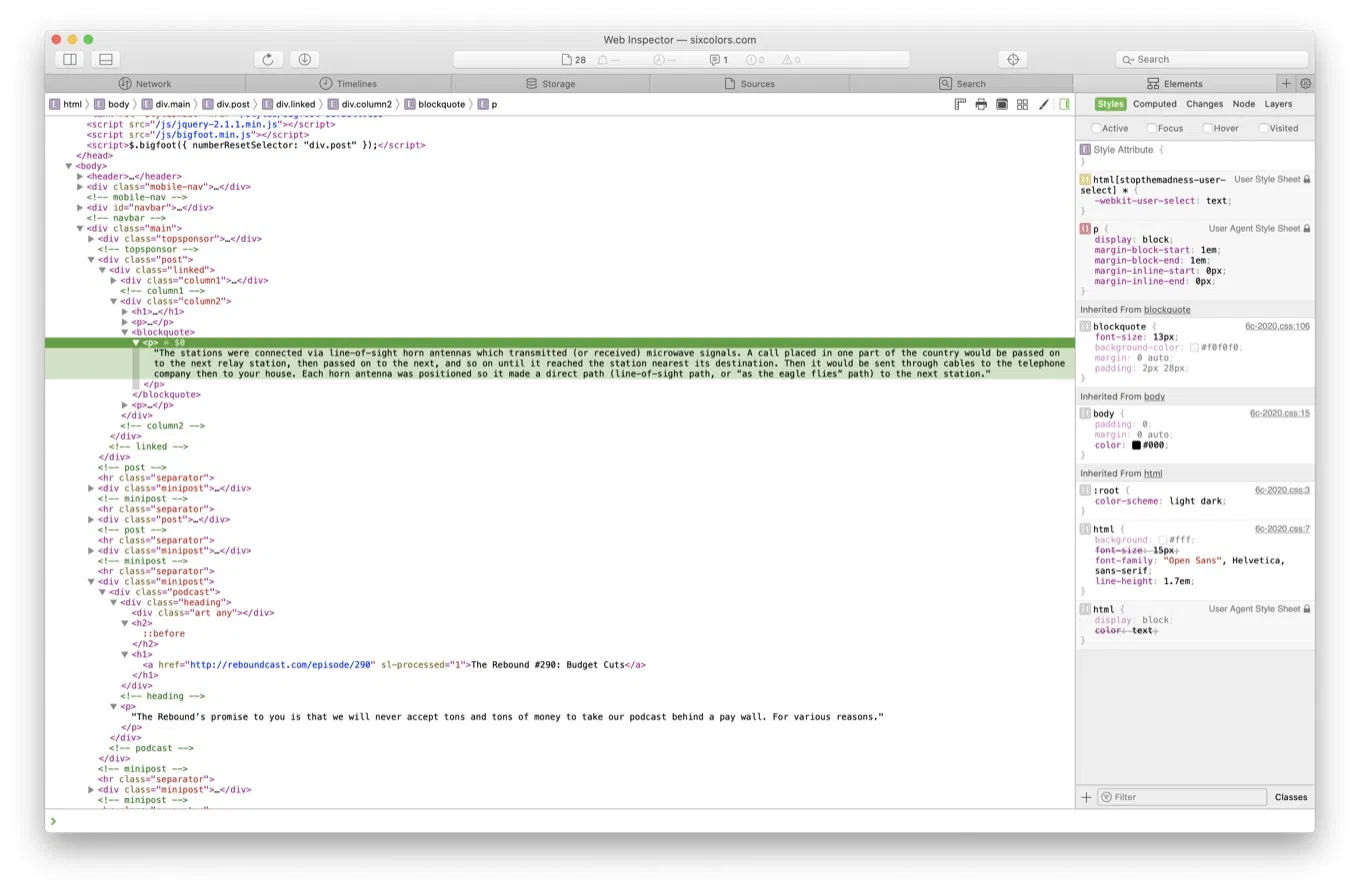 Web Inspector — sixcolors.com
28 — — 1 0 0
Search
Network Timelines Storage Sources Search Elements
html body div.main div.post div.linked div.column2 blockquote p
Styles Computed Changes Node Layers
Active Focus Hover Visited
<script src="/js/jquery-2.1.1.min.js"></script>
<script src="/js/bigfoot.min.js"></script>
<script>$.bigfoot({ numberResetSelector: "div.post" });</script>
</head>
<body>
<header>…</header>
<div class="mobile-nav">…</div>
<!-- mobile-nav -->
<div id="navbar">…</div>
<!-- navbar -->
<div class="main">
<div class="topsponsor">…</div>
<!-- topsponsor -->
<div class="post">
<div class="linked">
<div class="column1">…</div>
<!-- column1 -->
<div class="column2">
<h1>…</h1>
<p>…</p>
<blockquote>
<p> = $0
"The stations were connected via line-of-sight horn antennas which transmitted (or received) microwave signals. A call placed in one part of the country would be passed on
to the next relay station, then passed on to the next, and so on until it reached the station nearest its destination. Then it would be sent through cables to the telephone
company then to your house. Each horn antenna was positioned so it made a direct path (line-of-sight path, or “as the eagle flies” path) to the next station."
</p>
</blockquote>
<p>…</p>
</div>
<!-- column2 -->
</div>
<!-- linked -->
</div>
<!-- post -->
<hr class="separator">
<div class="minipost">…</div>
<!-- minipost -->
<hr class="separator">
<div class="post">…</div>
<!-- post -->
<hr class="separator">
<div class="minipost">…</div>
<!-- minipost -->
<hr class="separator">
<div class="minipost">
<div class="podcast">
<div class="heading">
<div class="art any"></div>
<h2>
::before
</h2>
<h1>
<a href="http://reboundcast.com/episode/290" sl-processed="1">The Rebound #290: Budget Cuts</a>
</h1>
</div>
<!-- heading -->
<p>
"The Rebound’s promise to you is that we will never accept tons and tons of money to take our podcast behind a pay wall. For various reasons."
</p>
</div>
<!-- podcast -->
</div>
<!-- minipost -->
<hr class="separator">
<div class="minipost">…</div>
<!-- minipost -->
Style Attribute {
}
html[stopthemadness-user- User Style Sheet
select] * {
-webkit-user-select: text;
}
p { User Agent Style Sheet
display: block;
margin-block-start: 1em;
margin-block-end: 1em;
margin-inline-start: 0px;
margin-inline-end: 0px;
}
Inherited From blockquote
blockquote { 6c-2020.css:106
font-size: 13px;
background-color: #f0f0f0;
margin: 0 auto;
padding: 2px 28px;
}
Inherited From body
body { 6c-2020.css:15
padding: 0;
margin: 0 auto;
color: #000;
}
Inherited From html
:root { 6c-2020.css:3
color-scheme: light dark;
}
html { 6c-2020.css:7
background: #fff;
font-size: 15px;
font-family: "Open Sans", Helvetica,
sans-serif;
line-height: 1.7em;
}
html { User Agent Style Sheet
display: block;
color: text;
}
Filter
Classes